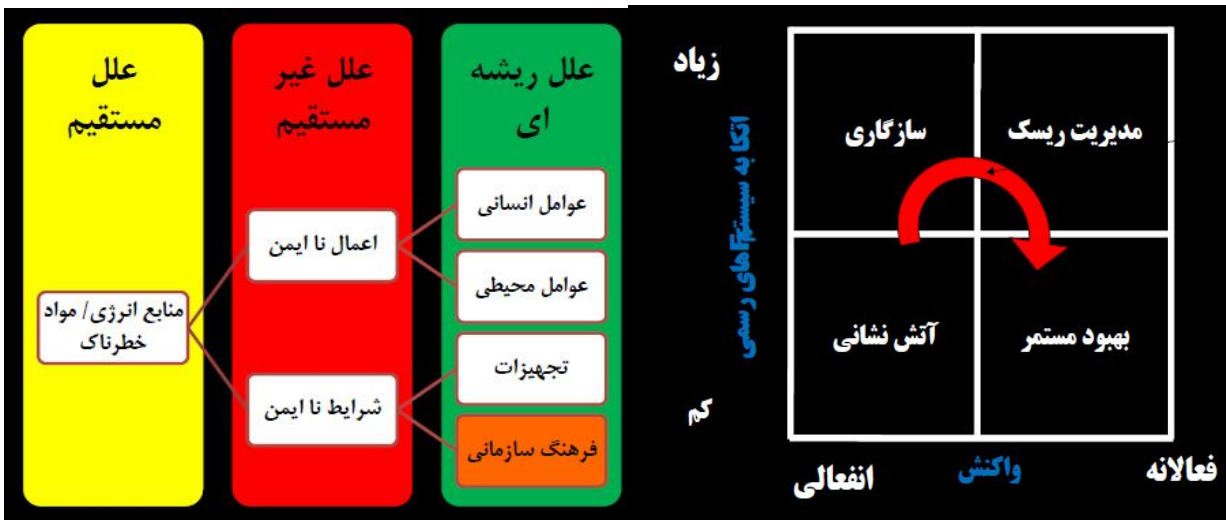 علل ریشه
ای
عوامل انسانی
عوامل محیطی
تجهیزات
فرهنگ سازمانی
علل غیر
مستقیم
اعمال نا ایمن
شرایط نا ایمن
علل
مستقیم
منابع انرژی/ مواد
خطرناک
زیاد
اتکا به سیستمFهای رسمی
کم
سازگاری
مدیریت ریسک
آتش نشانی
بهبود مستمر
انفعالی
واکنش
فعالانه